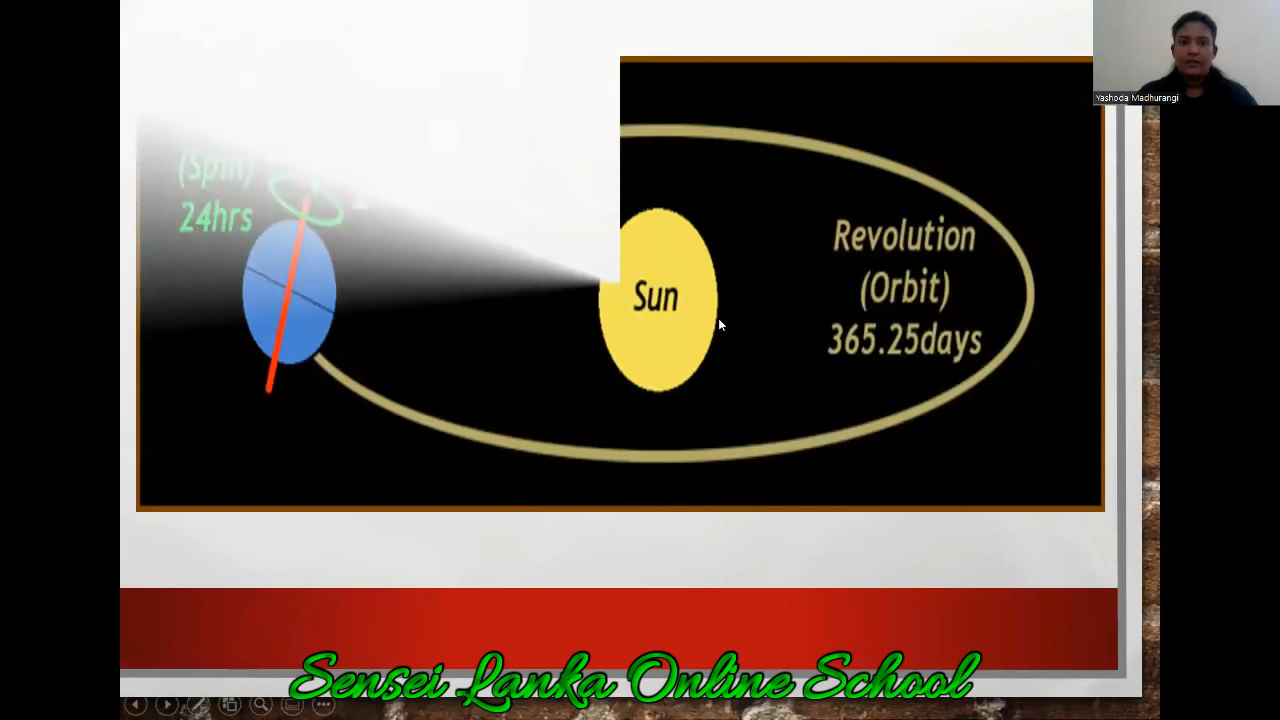 Yashoda Madhurangi
(Spin)
24hrs
Sun
Revolution
(Orbit)
365.25days
Sensei Lanka Online School